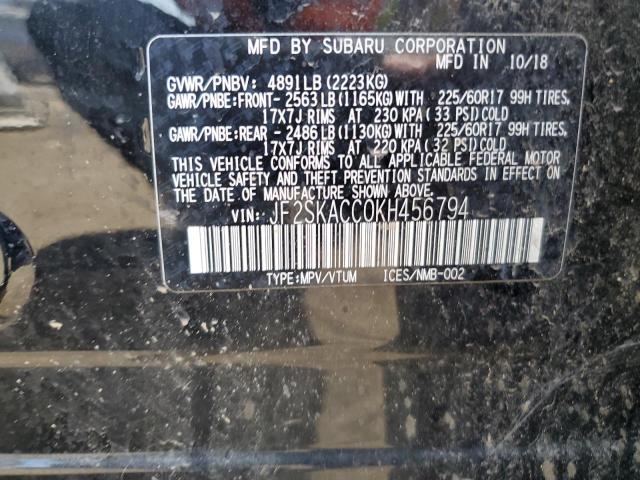 MFD BY SUBARU CORPORATION
MFD IN 10/18
GVWR/PNBV: 4891LB (2223KG)
GAWR/PNBE:FRONT- 2563LB (1165KG) WITH 225/60R17 99H TIRES,
17X7J RIMS AT 230 KPA (33 PSI) COLD
GAWR/PNBE:REAR - 2486LB (1130KG) WITH 225/60R17 99H TIRES,
17X7J RIMS AT 220 KPA (32 PSI) COLD
THIS VEHICLE CONFORMS TO ALL APPLICABLE FEDERAL MOTOR
VEHICLE SAFETY AND THEFT PREVENTION STANDARDS IN EFFECT ON
THE DATE OF MANUFACTURE SHOWN ABOVE.
VIN: JF2SKACC0KH456794
TYPE:MPV/VTUM ICES/NMB-002